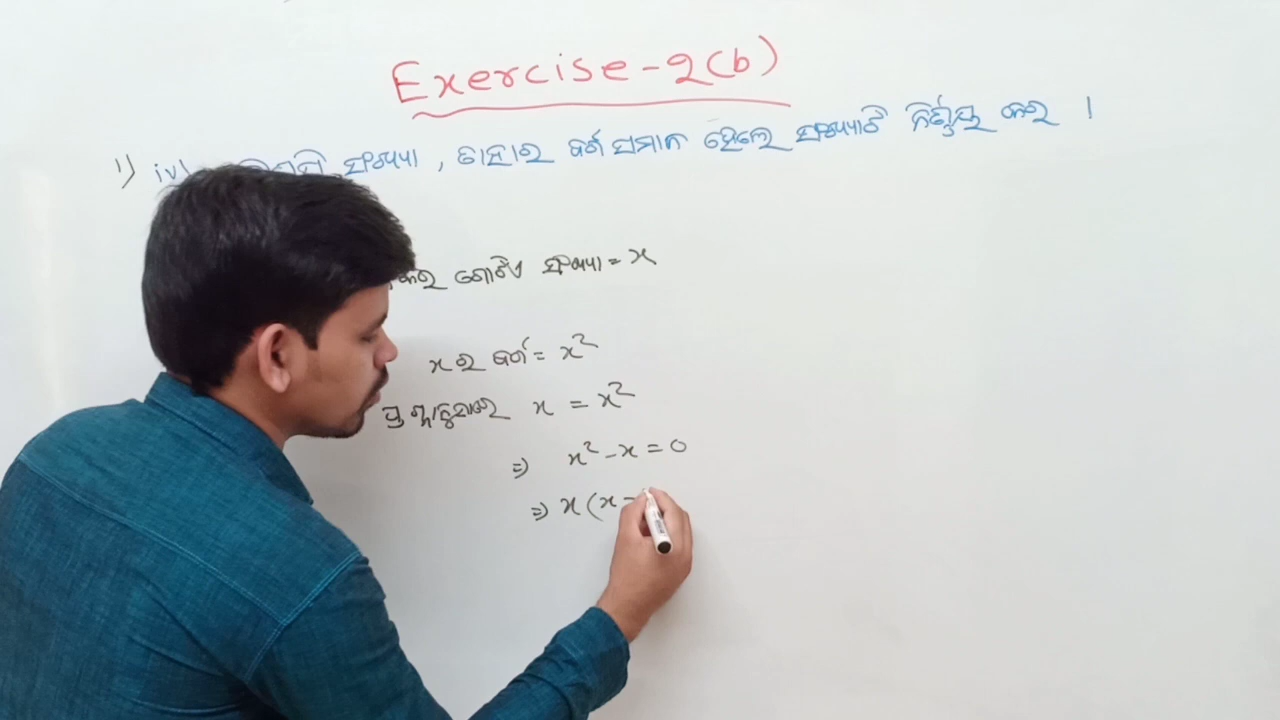 Exercise-2(b)
1) iv) ସଂଖ୍ୟା , ତାହାର ବର୍ଗ ସମାନ ହେଲେ ସଂଖ୍ୟାଟି ନିର୍ଣ୍ଣୟ କର ।
ଗୋଟିଏ ସଂଖ୍ୟା = x
x ର ବର୍ଗ = x²
ପ୍ରଶ୍ନାନୁସାରେ x = x²
⇒ x² - x = 0
⇒ x (x -